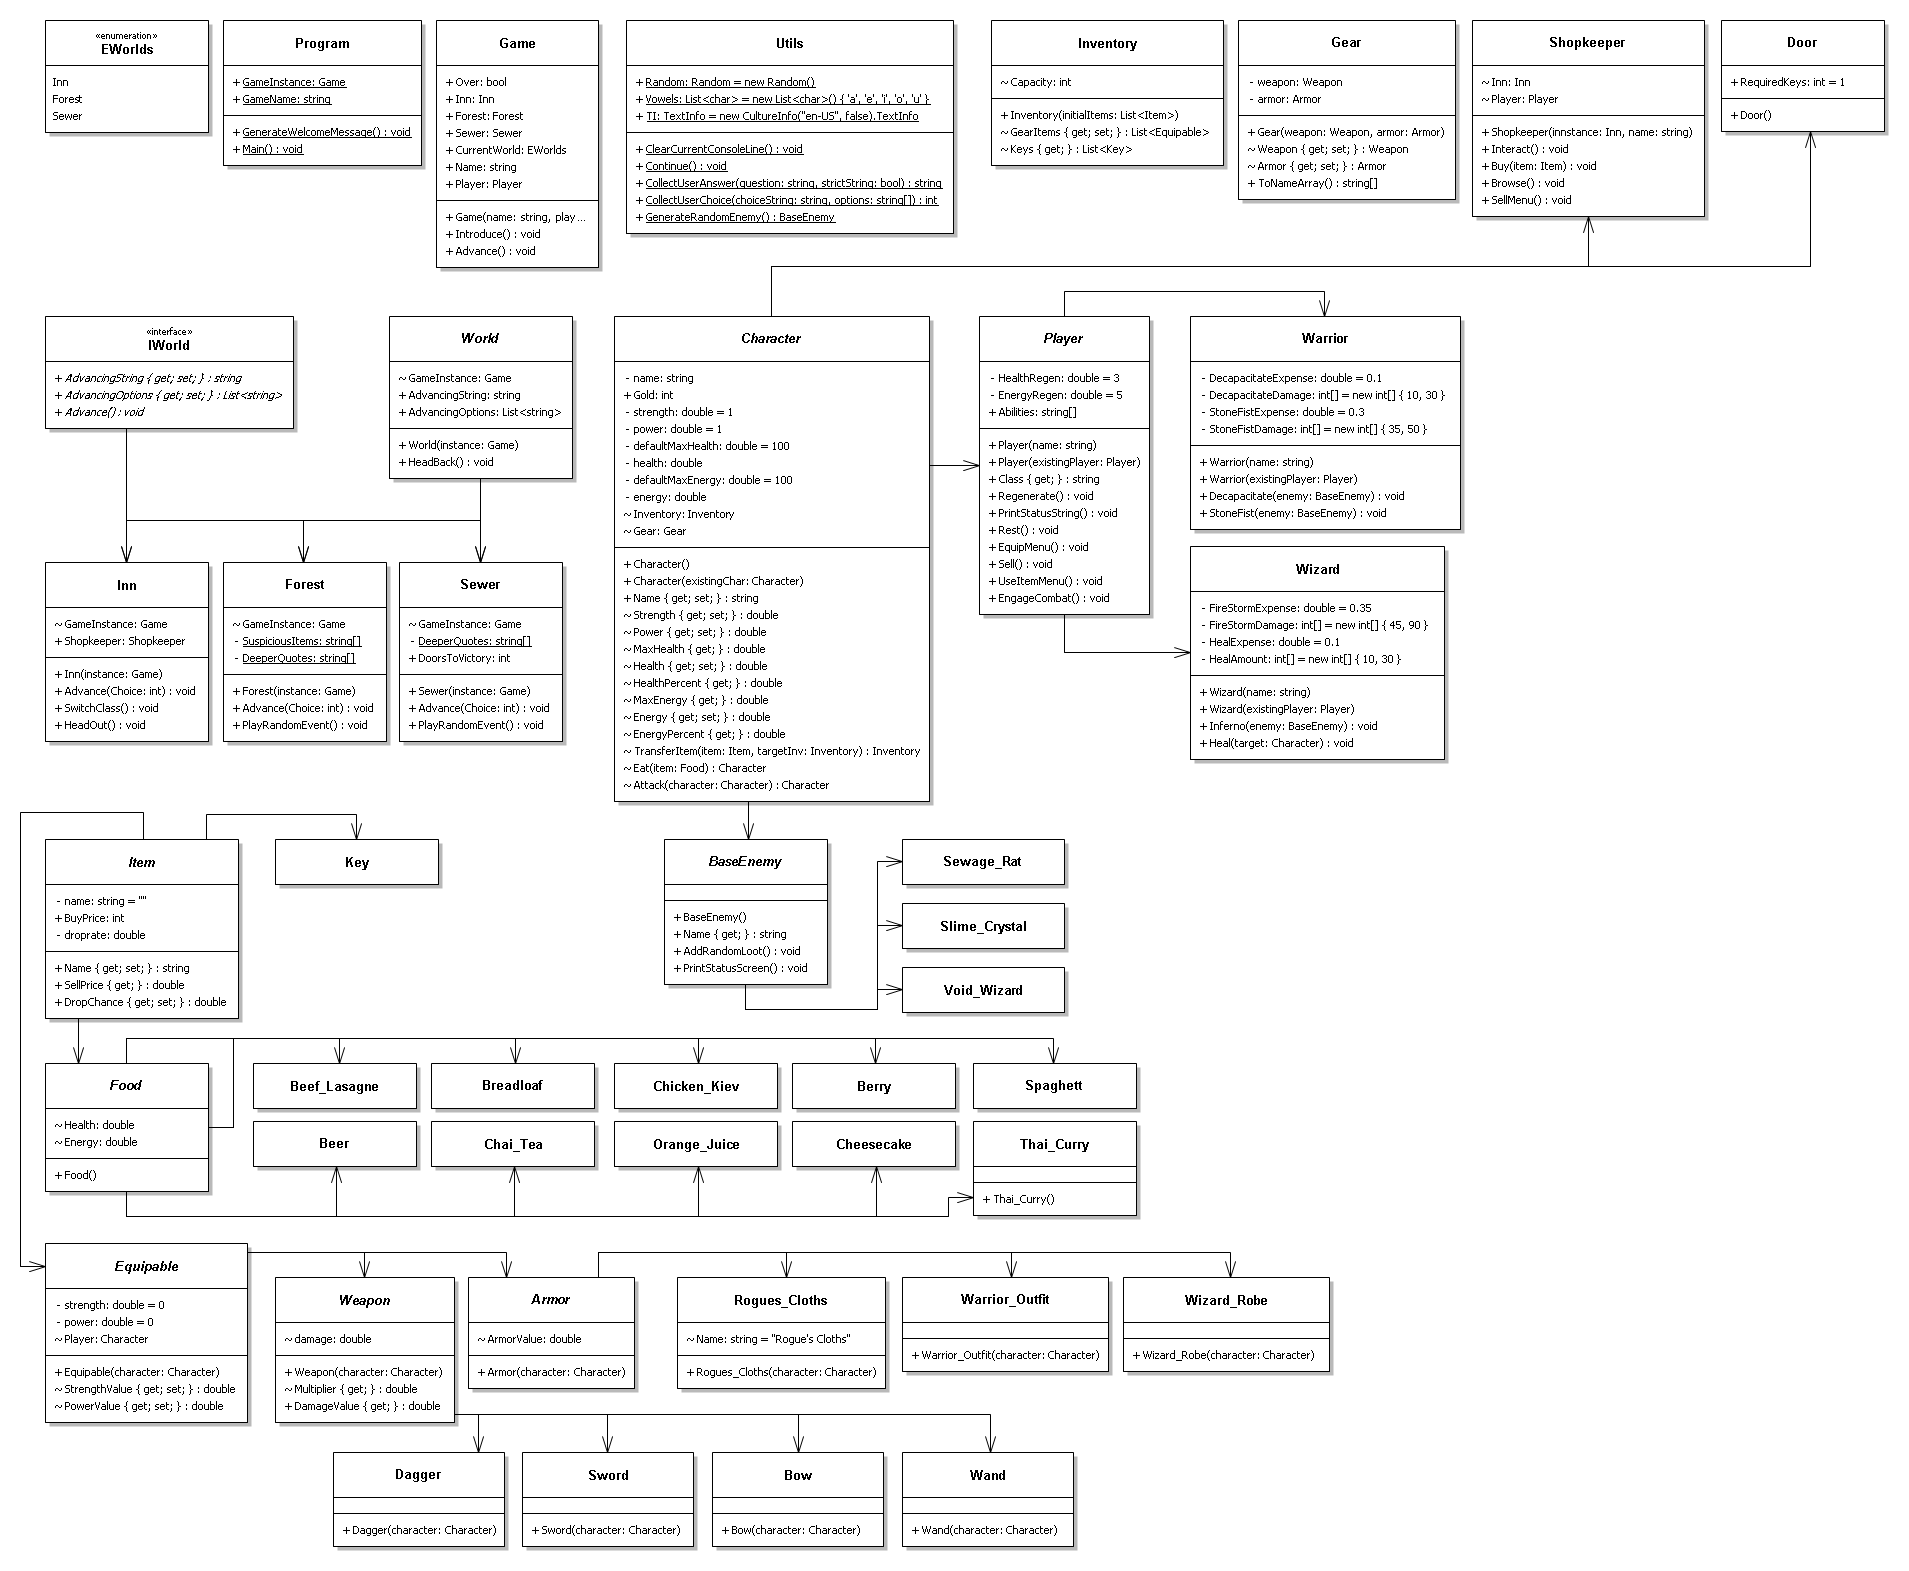 «enumeration»
EWorlds
Inn
Forest
Sewer
Program
+ GameInstance: Game
+ GameName: string
+ GenerateWelcomeMessage() : void
+ Main() : void
Game
+ Over: bool
+ Inn: Inn
+ Forest: Forest
+ Sewer: Sewer
+ CurrentWorld: EWorlds
+ Name: string
+ Player: Player
+ Game(name: string, play ...
+ Introduce() : void
+ Advance() : void
Utils
+ Random: Random = new Random()
+ Vowels: List<char> = new List<char>() { 'a', 'e', 'i', 'o', 'u' }
+ TI: TextInfo = new CultureInfo("en-US", false).TextInfo
+ ClearCurrentConsoleLine() : void
+ Continue() : void
+ CollectUserAnswer(question: string, strictString: bool) : string
+ CollectUserChoice(choiceString: string, options: string[]) : int
+ GenerateRandomEnemy() : BaseEnemy
Inventory
~ Capacity: int
+ Inventory(initialItems: List<Item>)
~ GearItems { get; set; } : List<Equipable>
~ Keys { get; } : List<Key>
Gear
- weapon: Weapon
- armor: Armor
+ Gear(weapon: Weapon, armor: Armor)
~ Weapon { get; set; } : Weapon
~ Armor { get; set; } : Armor
+ ToNameArray() : string[]
Shopkeeper
~ Inn: Inn
~ Player: Player
+ Shopkeeper(innstance: Inn, name: string)
+ Interact() : void
+ Buy(item: Item) : void
+ Browse() : void
+ SellMenu() : void
Door
+ RequiredKeys: int = 1
+ Door()
«interface»
IWorld
+ AdvancingString { get; set; } : string
+ AdvancingOptions { get; set; } : List<string>
+ Advance() : void
World
~ GameInstance: Game
+ AdvancingString: string
+ AdvancingOptions: List<string>
+ World(instance: Game)
+ HeadBack() : void
Character
- name: string
+ Gold: int
- strength: double = 1
- power: double = 1
- defaultMaxHealth: double = 100
- health: double
- defaultMaxEnergy: double = 100
- energy: double
~ Inventory: Inventory
~ Gear: Gear
+ Character()
+ Character(existingChar: Character)
+ Name { get; set; } : string
~ Strength { get; set; } : double
~ Power { get; set; } : double
~ MaxHealth { get; } : double
~ Health { get; set; } : double
~ HealthPercent { get; } : double
~ MaxEnergy { get; } : double
~ Energy { get; set; } : double
~ EnergyPercent { get; } : double
~ TransferItem(item: Item, targetInv: Inventory) : Inventory
~ Eat(item: Food) : Character
~ Attack(character: Character) : Character
Player
- HealthRegen: double = 3
- EnergyRegen: double = 5
+ Abilities: string[]
+ Player(name: string)
+ Player(existingPlayer: Player)
+ Class { get; } : string
+ Regenerate() : void
+ PrintStatusString() : void
+ Rest() : void
+ EquipMenu() : void
+ Sell() : void
+ UseItemMenu() : void
+ EngageCombat() : void
Warrior
- DecapacitateExpense: double = 0.1
- DecapacitateDamage: int[] = new int[] { 10, 30 }
- StoneFistExpense: double = 0.3
- StoneFistDamage: int[] = new int[] { 35, 50 }
+ Warrior(name: string)
+ Warrior(existingPlayer: Player)
+ Decapacitate(enemy: BaseEnemy) : void
+ StoneFist(enemy: BaseEnemy) : void
Wizard
- FireStormExpense: double = 0.35
- FireStormDamage: int[] = new int[] { 45, 90 }
- HealExpense: double = 0.1
- HealAmount: int[] = new int[] { 10, 30 }
+ Wizard(name: string)
+ Wizard(existingPlayer: Player)
+ Inferno(enemy: BaseEnemy) : void
+ Heal(target: Character) : void
Inn
~ GameInstance: Game
+ Shopkeeper: Shopkeeper
+ Inn(instance: Game)
+ Advance(Choice: int) : void
+ SwitchClass() : void
+ HeadOut() : void
Forest
~ GameInstance: Game
- SuspiciousItems: string[]
- DeeperQuotes: string[]
+ Forest(instance: Game)
+ Advance(Choice: int) : void
+ PlayRandomEvent() : void
Sewer
~ GameInstance: Game
- DeeperQuotes: string[]
+ DoorsToVictory: int
+ Sewer(instance: Game)
+ Advance(Choice: int) : void
+ PlayRandomEvent() : void
Item
- name: string = ""
+ BuyPrice: int
- droprate: double
+ Name { get; set; } : string
+ SellPrice { get; } : double
+ DropChance { get; set; } : double
Key
BaseEnemy
+ BaseEnemy()
+ Name { get; } : string
+ AddRandomLoot() : void
+ PrintStatusScreen() : void
Sewage_Rat
Slime_Crystal
Void_Wizard
Food
~ Health: double
~ Energy: double
+ Food()
Beef_Lasagne
Breadloaf
Chicken_Kiev
Berry
Spaghett
Beer
Chai_Tea
Orange_Juice
Cheesecake
Thai_Curry
+ Thai_Curry()
Equipable
- strength: double = 0
- power: double = 0
~ Player: Character
+ Equipable(character: Character)
~ StrengthValue { get; set; } : double
~ PowerValue { get; set; } : double
Weapon
~ damage: double
+ Weapon(character: Character)
~ Multiplier { get; } : double
+ DamageValue { get; } : double
Armor
~ ArmorValue: double
+ Armor(character: Character)
Rogues_Cloths
~ Name: string = "Rogue's Cloths"
+ Rogues_Cloths(character: Character)
Warrior_Outfit
+ Warrior_Outfit(character: Character)
Wizard_Robe
+ Wizard_Robe(character: Character)
Dagger
+ Dagger(character: Character)
Sword
+ Sword(character: Character)
Bow
+ Bow(character: Character)
Wand
+ Wand(character: Character)